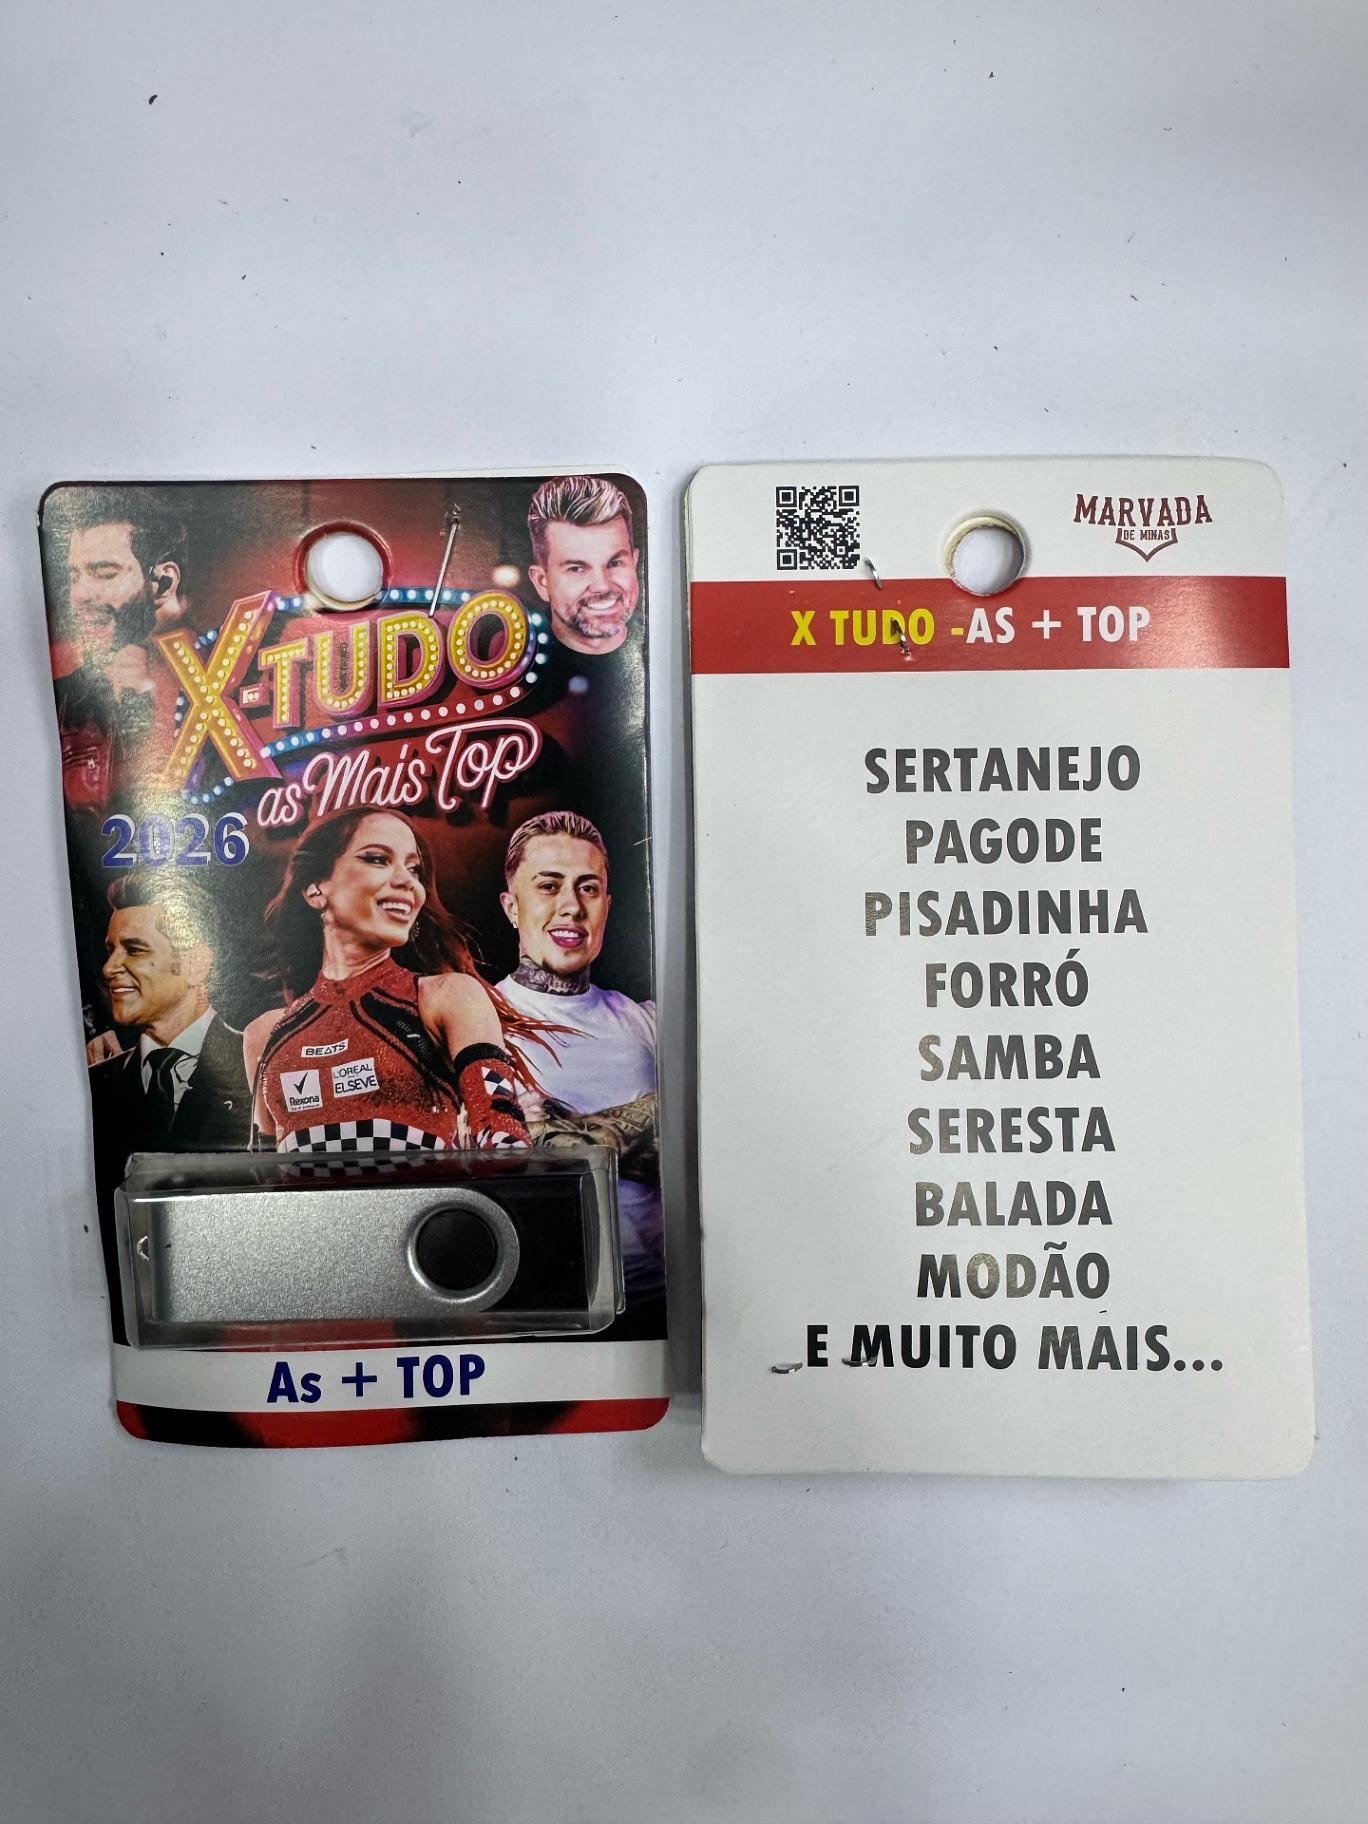 X-TUDO
as Mais Top
2026
BEATS
Rexona
L'ORÉAL
ELSEVE
As + TOP
MARVADA
DE MINAS
X TUDO -AS + TOP
SERTANEJO
PAGODE
PISADINHA
FORRÓ
SAMBA
SERESTA
BALADA
MODÃO
E MUITO MAIS...